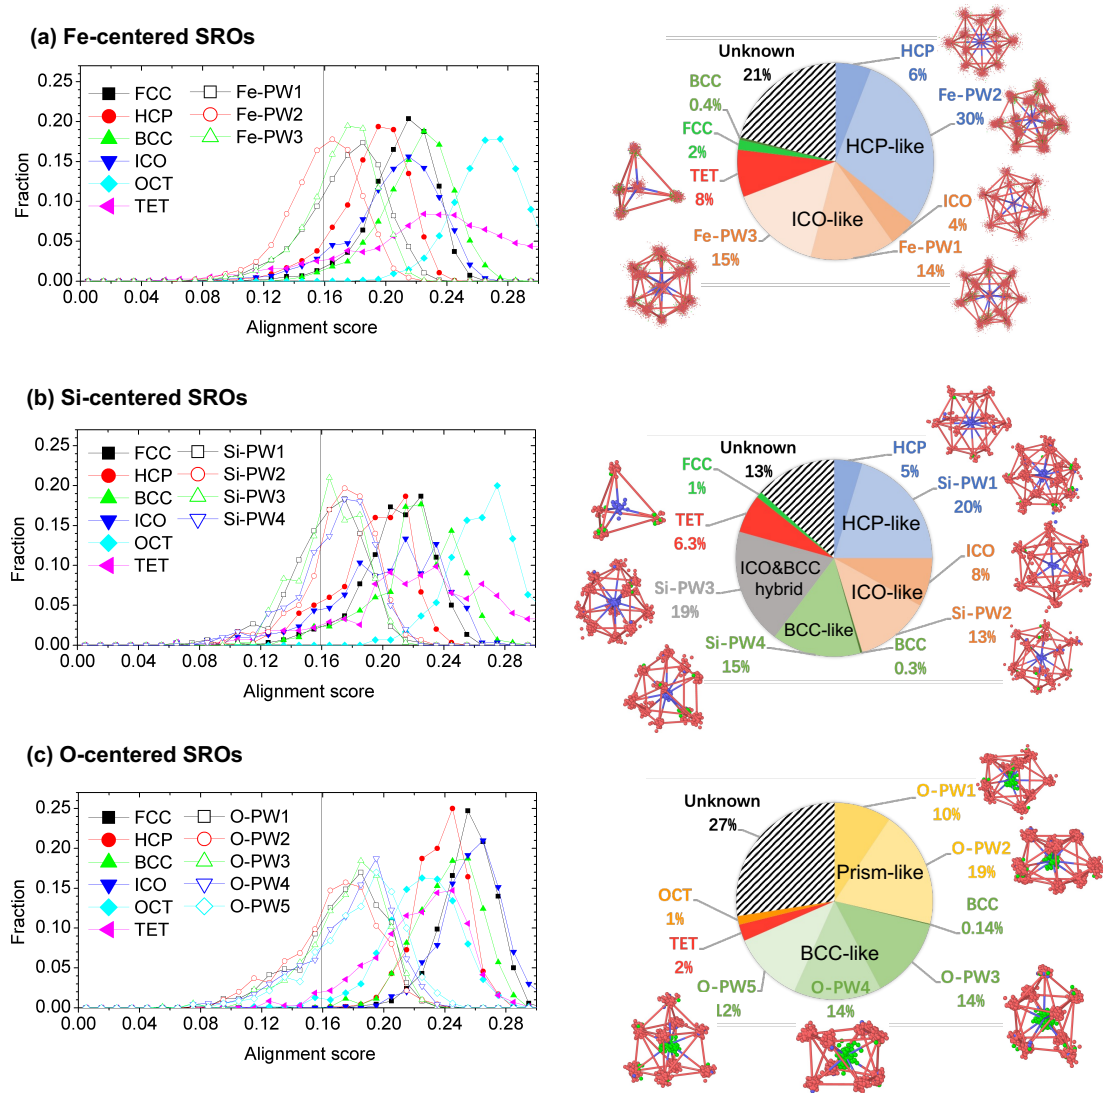 (a) Fe-centered SROs
0.25
0.20
0.15
0.10
0.05
0.00
Fraction
FCC
HCP
BCC
ICO
OCT
TET
Fe-PW1
Fe-PW2
Fe-PW3
0.00 0.04 0.08 0.12 0.16 0.20 0.24 0.28
Alignment score
Unknown
21%
HCP
6%
BCC
0.4%
Fe-PW2
30%
FCC
2%
HCP-like
TET
8%
ICO
4%
ICO-like
Fe-PW3
15%
Fe-PW1
14%
(b) Si-centered SROs
0.25
0.20
0.15
0.10
0.05
0.00
Fraction
FCC
HCP
BCC
ICO
OCT
TET
Si-PW1
Si-PW2
Si-PW3
Si-PW4
0.00 0.04 0.08 0.12 0.16 0.20 0.24 0.28
Alignment score
Unknown
13%
HCP
5%
FCC
1%
Si-PW1
20%
TET
6.3%
HCP-like
ICO
8%
ICO&BCC
hybrid
ICO-like
Si-PW3
19%
Si-PW2
13%
BCC-like
Si-PW4
15%
BCC
0.3%
(c) O-centered SROs
0.25
0.20
0.15
0.10
0.05
0.00
Fraction
FCC
HCP
BCC
ICO
OCT
TET
O-PW1
O-PW2
O-PW3
O-PW4
O-PW5
0.00 0.04 0.08 0.12 0.16 0.20 0.24 0.28
Alignment score
Unknown
27%
O-PW1
10%
O-PW2
19%
Prism-like
OCT
1%
BCC
0.14%
TET
2%
BCC-like
O-PW3
14%
O-PW5
12%
O-PW4
14%